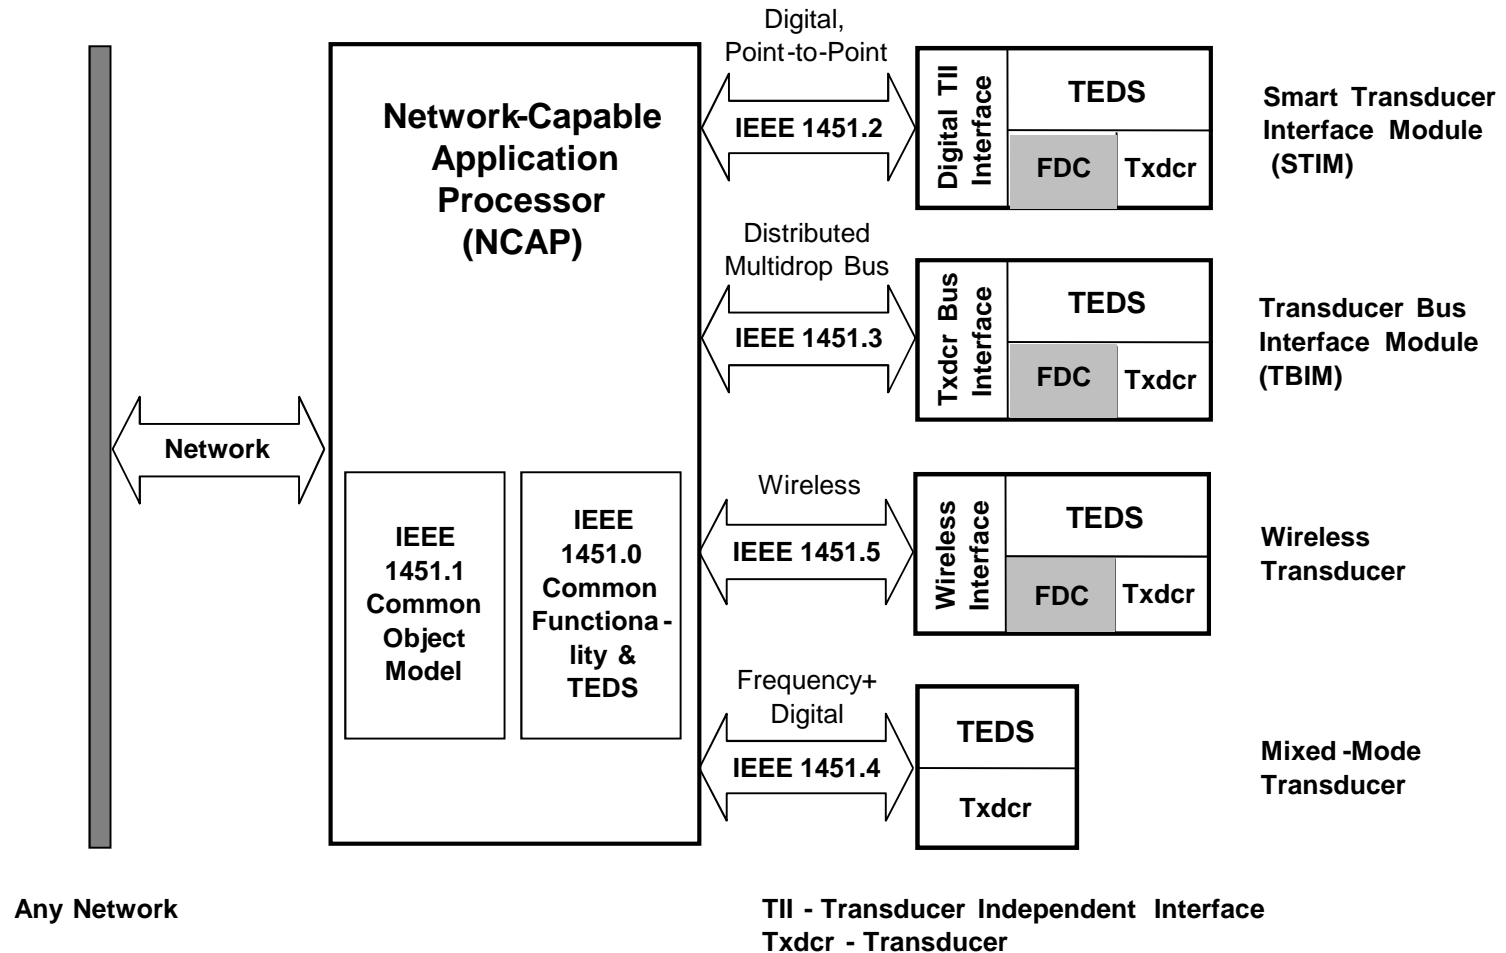 Any Network
Network
Network-Capable
Application
Processor
(NCAP)
IEEE
1451.1
Common
Object
Model
IEEE
1451.0
Common
Functiona-
lity &
TEDS
Digital,
Point-to-Point
IEEE 1451.2
Digital TII
Interface
TEDS
FDC
Txdcr
Smart Transducer
Interface Module
(STIM)
Distributed
Multidrop Bus
IEEE 1451.3
Txdcr Bus
Interface
TEDS
FDC
Txdcr
Transducer Bus
Interface Module
(TBIM)
Wireless
IEEE 1451.5
Wireless
Interface
TEDS
FDC
Txdcr
Wireless
Transducer
Frequency+
Digital
IEEE 1451.4
TEDS
Txdcr
Mixed-Mode
Transducer
TII - Transducer Independent Interface
Txdcr - Transducer